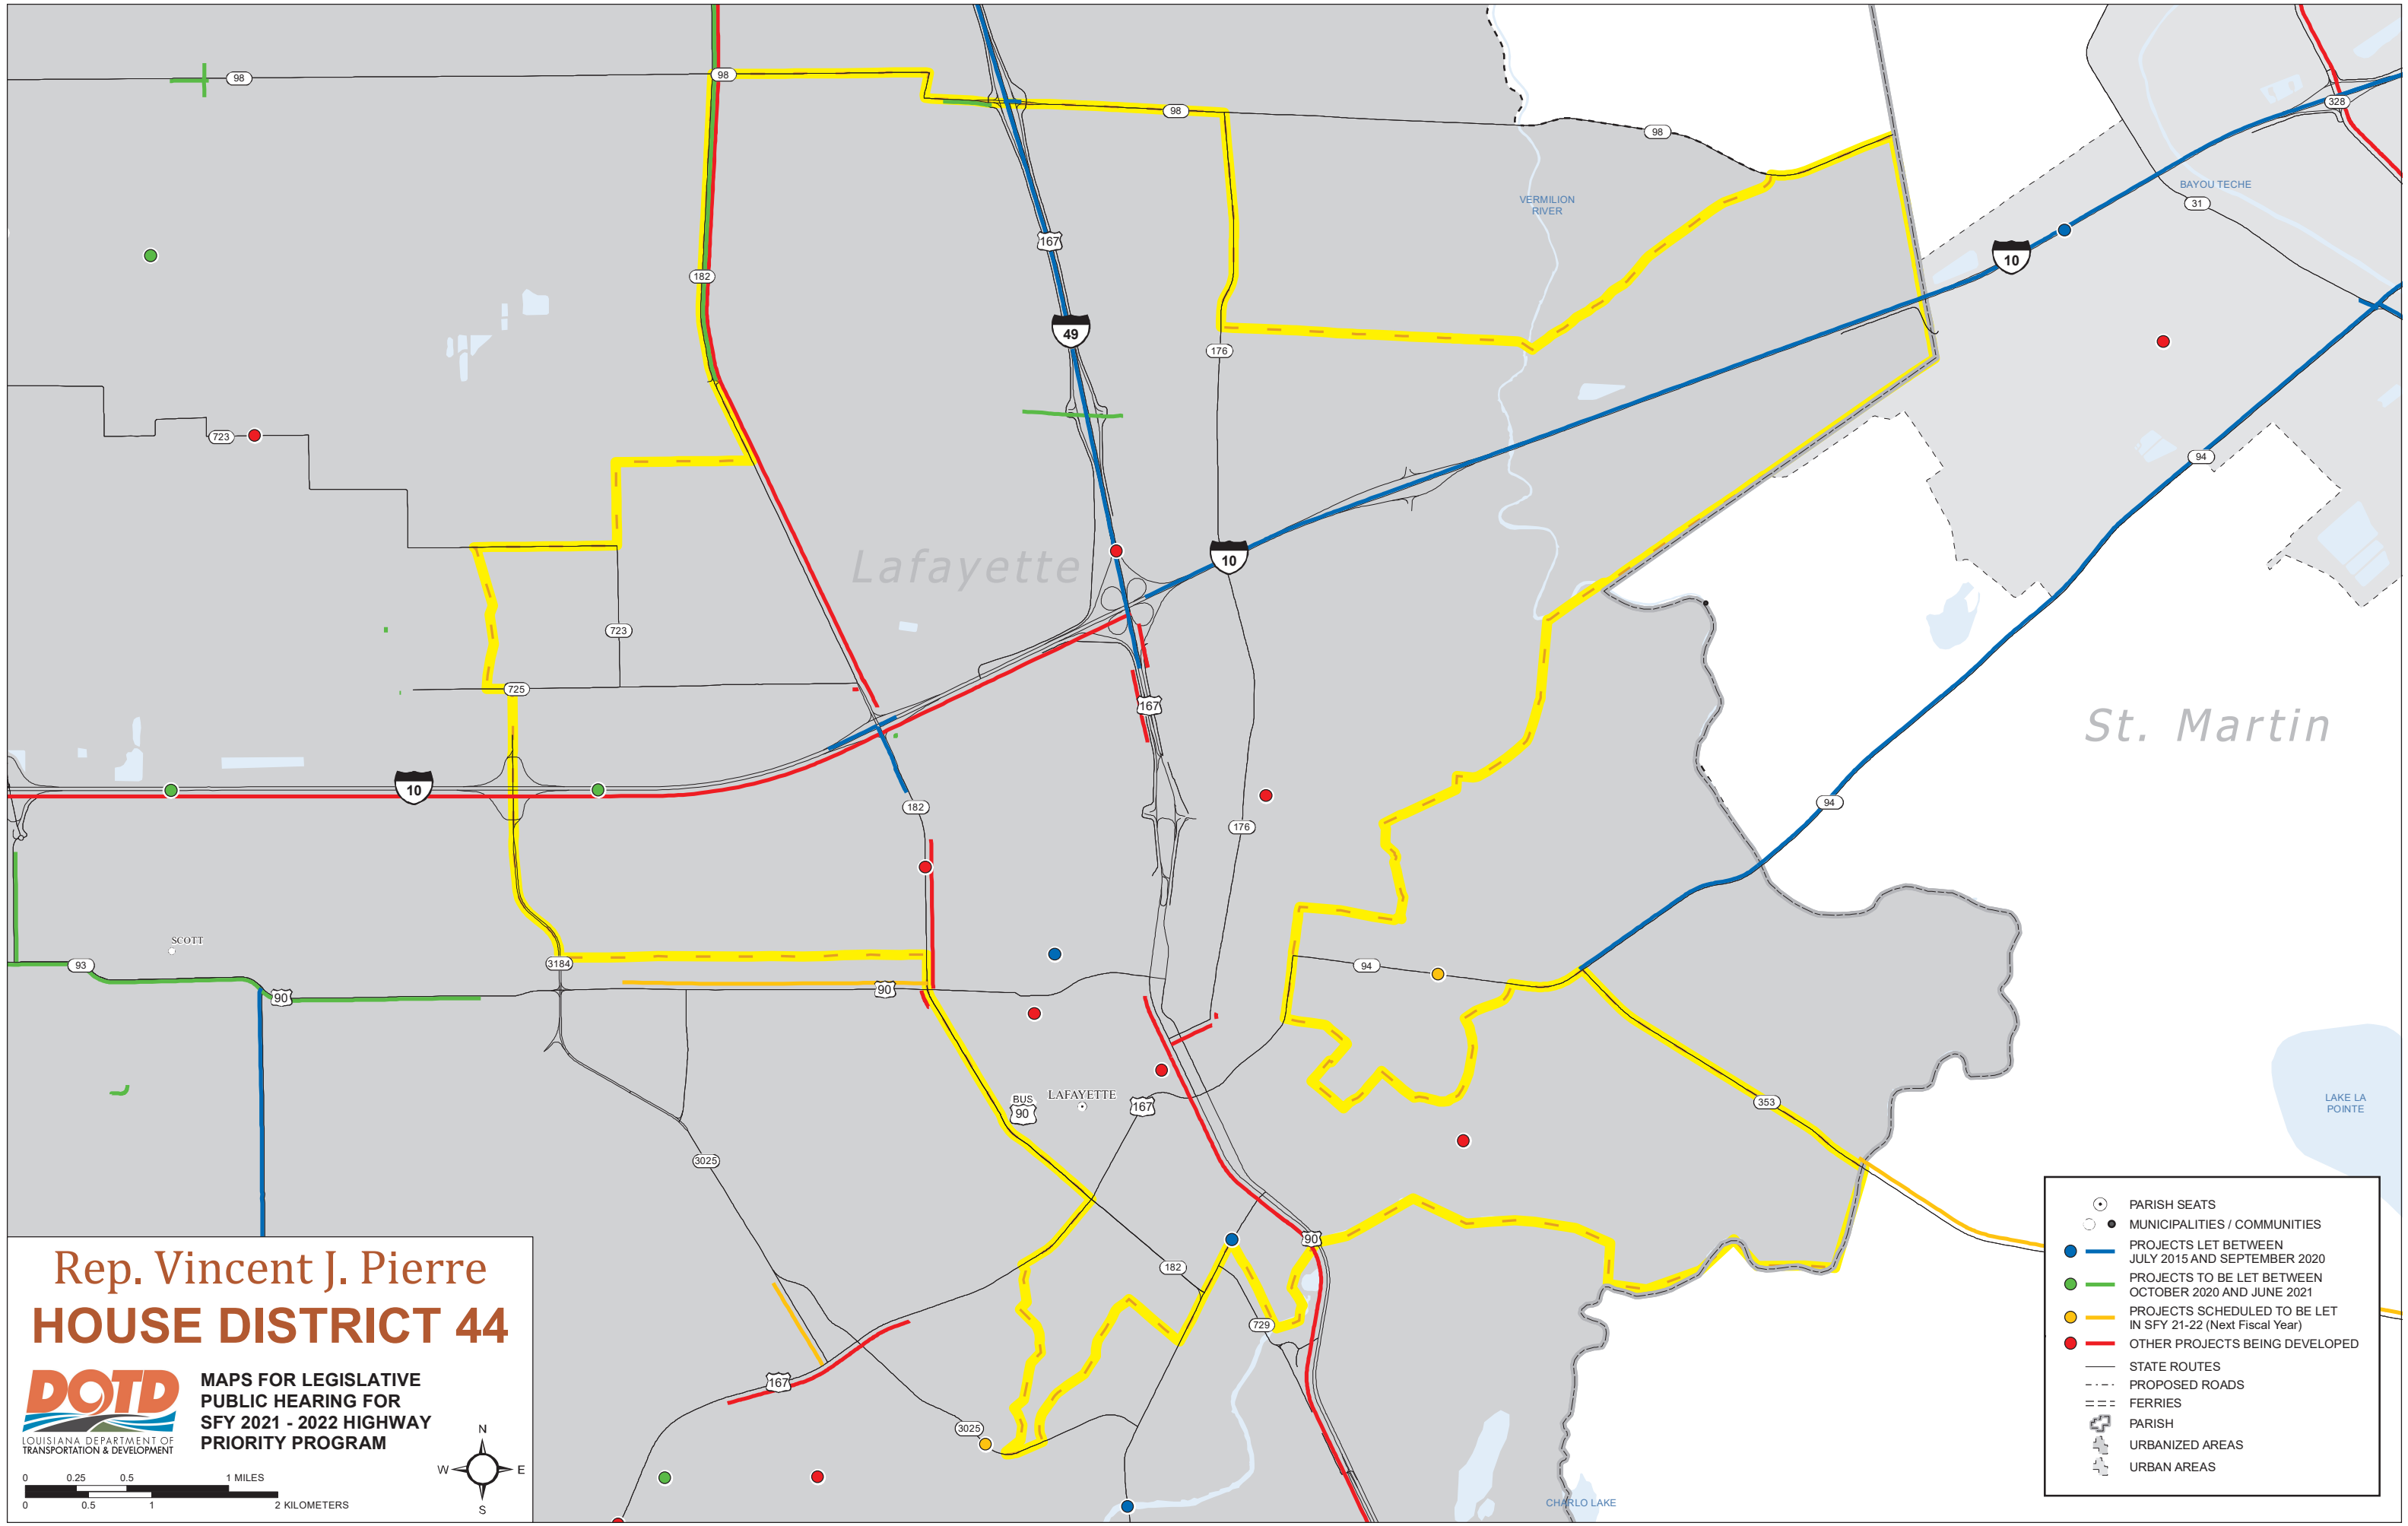 98
98
98
98
328
BAYOU TECHE
31
VERMILION
RIVER
167
10
182
49
176
723
94
Lafayette
10
723
725
167
St. Martin
10
182
94
176
SCOTT
93
3184
94
90
90
LAKE LA
POINTE
BUS
90
LAFAYETTE
167
353
3025
90
182
729
167
3025
CHARLO LAKE
Rep. Vincent J. Pierre
HOUSE DISTRICT 44
DOTD
LOUISIANA DEPARTMENT OF
TRANSPORTATION & DEVELOPMENT
MAPS FOR LEGISLATIVE
PUBLIC HEARING FOR
SFY 2021 - 2022 HIGHWAY
PRIORITY PROGRAM
N
W E
S
0 0.25 0.5 1 MILES
0 0.5 1 2 KILOMETERS
PARISH SEATS
MUNICIPALITIES / COMMUNITIES
PROJECTS LET BETWEEN
JULY 2015 AND SEPTEMBER 2020
PROJECTS TO BE LET BETWEEN
OCTOBER 2020 AND JUNE 2021
PROJECTS SCHEDULED TO BE LET
IN SFY 21-22 (Next Fiscal Year)
OTHER PROJECTS BEING DEVELOPED
STATE ROUTES
PROPOSED ROADS
FERRIES
PARISH
URBANIZED AREAS
URBAN AREAS